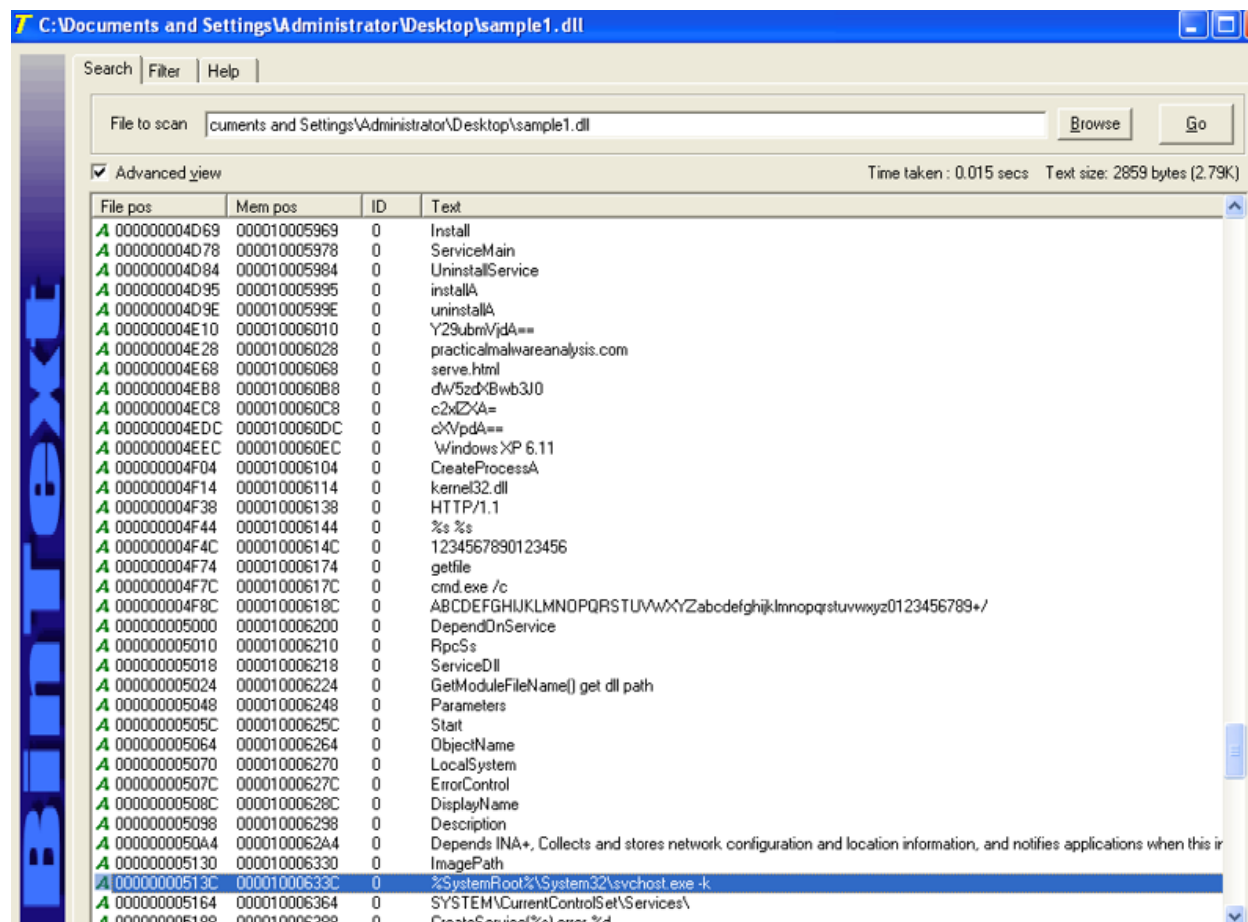 C:\Documents and Settings\Administrator\Desktop\sample1.dll
Search Filter Help
File to scan cuments and Settings\Administrator\Desktop\sample1.dll Browse Go
Advanced view Time taken : 0.015 secs Text size: 2859 bytes (2.79K)
File pos Mem pos ID Text
A 000000004D69 000010005969 0 Install
A 000000004D78 000010005978 0 ServiceMain
A 000000004D84 000010005984 0 UninstallService
A 000000004D95 000010005995 0 installA
A 000000004D9E 00001000599E 0 uninstallA
A 000000004E10 000010006010 0 Y29ubmVjdA==
A 000000004E28 000010006028 0 practicalmalwareanalysis.com
A 000000004E68 000010006068 0 serve.html
A 000000004EB8 0000100060B8 0 dW5zdXBwb3J0
A 000000004EC8 0000100060C8 0 c2xlZXA=
A 000000004EDC 0000100060DC 0 cXVpdA==
A 000000004EEC 0000100060EC 0 Windows XP 6.11
A 000000004F04 000010006104 0 CreateProcessA
A 000000004F14 000010006114 0 kernel32.dll
A 000000004F38 000010006138 0 HTTP/1.1
A 000000004F44 000010006144 0 %s %s
A 000000004F4C 00001000614C 0 1234567890123456
A 000000004F74 000010006174 0 getfile
A 000000004F7C 00001000617C 0 cmd.exe /c
A 000000004F8C 00001000618C 0 ABCDEFGHIJKLMNOPQRSTUVWXYZabcdefghijklmnopqrstuvwxyz0123456789+/
A 000000005000 000010006200 0 DependOnService
A 000000005010 000010006210 0 RpcSs
A 000000005018 000010006218 0 ServiceDll
A 000000005024 000010006224 0 GetModuleFileName() get dll path
A 000000005048 000010006248 0 Parameters
A 00000000505C 00001000625C 0 Start
A 000000005064 000010006264 0 ObjectName
A 000000005070 000010006270 0 LocalSystem
A 00000000507C 00001000627C 0 ErrorControl
A 00000000508C 00001000628C 0 DisplayName
A 000000005098 000010006298 0 Description
A 0000000050A4 0000100062A4 0 Depends INA+, Collects and stores network configuration and location information, and notifies applications when this ir
A 000000005130 000010006330 0 ImagePath
A 00000000513C 00001000633C 0 %SystemRoot%\System32\svchost.exe -k
A 000000005164 000010006364 0 SYSTEM\CurrentControlSet\Services\
A 000000005188 000010006388 0 CreateService(%s) error %d
BinText